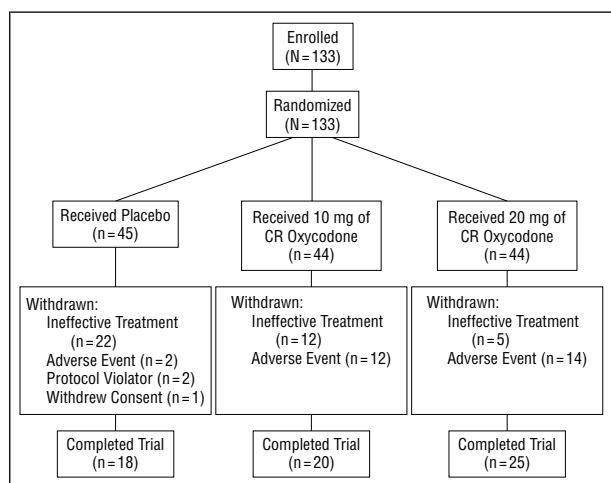 Enrolled
(N = 133)
Randomized
(N = 133)
Received Placebo
(n = 45)
Received 10 mg of
CR Oxycodone
(n = 44)
Received 20 mg of
CR Oxycodone
(n = 44)
Withdrawn:
Ineffective Treatment
(n = 22)
Adverse Event (n = 2)
Protocol Violator (n = 2)
Withdrew Consent (n = 1)
Withdrawn:
Ineffective Treatment
(n = 12)
Adverse Event (n = 12)
Withdrawn:
Ineffective Treatment
(n = 5)
Adverse Event (n = 14)
Completed Trial
(n = 18)
Completed Trial
(n = 20)
Completed Trial
(n = 25)